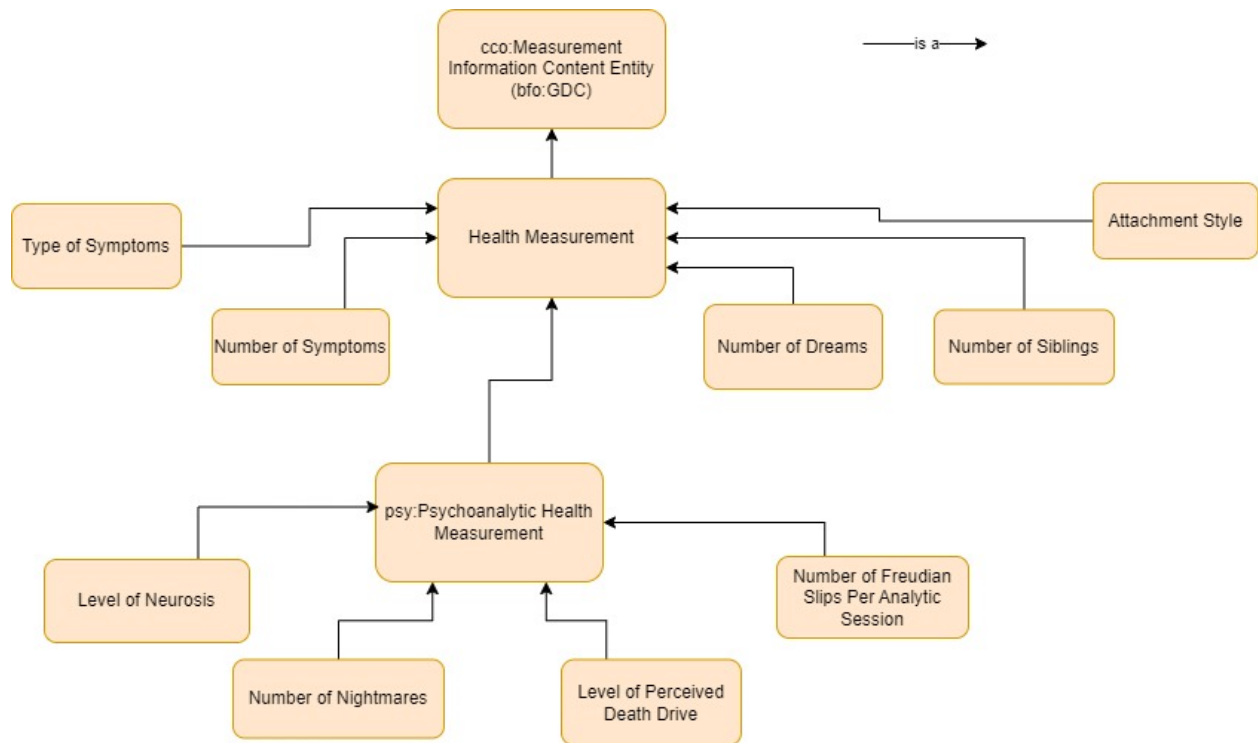 cco:Measurement
Information Content Entity
(bfo:GDC)
is a
Type of Symptoms
Health Measurement
Attachment Style
Number of Symptoms
Number of Dreams
Number of Siblings
psy:Psychoanalytic Health
Measurement
Level of Neurosis
Number of Freudian
Slips Per Analytic
Session
Number of Nightmares
Level of Perceived
Death Drive